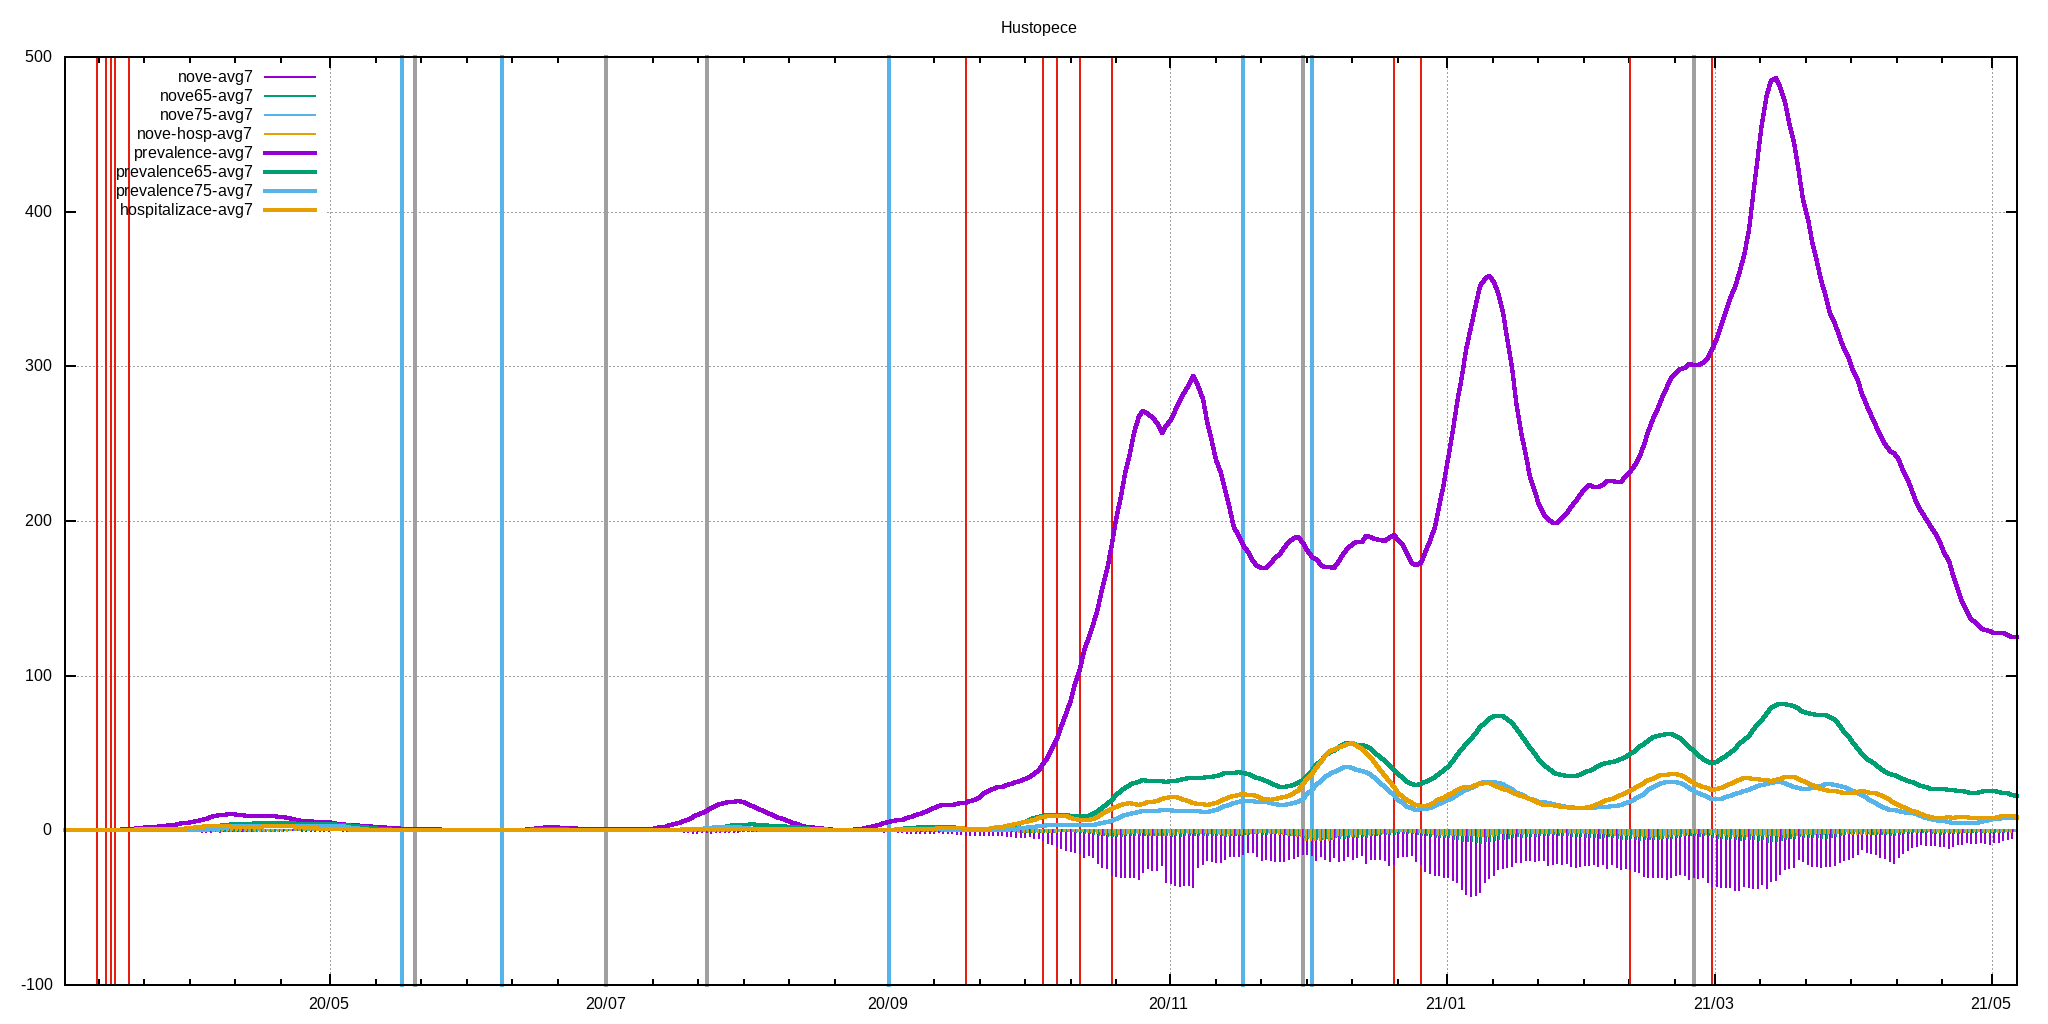 Hustopece
500
400
300
200
100
0
-100
nove-avg7
nove65-avg7
nove75-avg7
nove-hosp-avg7
prevalence-avg7
prevalence65-avg7
prevalence75-avg7
hospitalizace-avg7
20/05 20/07 20/09 20/11 21/01 21/03 21/05